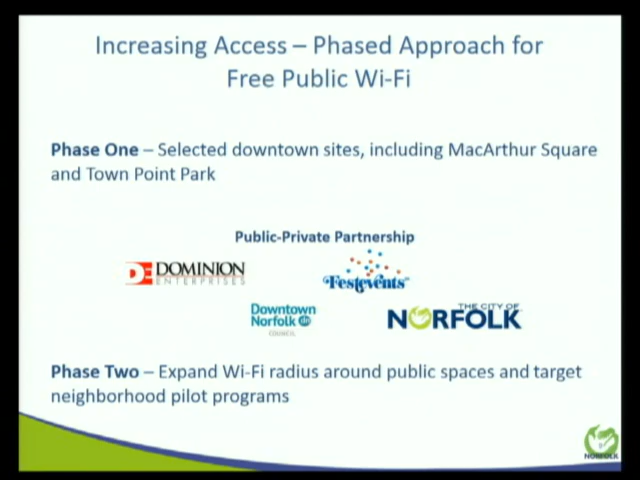 Increasing Access – Phased Approach for
Free Public Wi-Fi
Phase One – Selected downtown sites, including MacArthur Square
and Town Point Park
Public-Private Partnership
DE DOMINION
ENTERPRISES
Festevents
Downtown
Norfolk
COUNCIL
THE CITY OF
NORFOLK
Phase Two – Expand Wi-Fi radius around public spaces and target
neighborhood pilot programs
NORFOLK